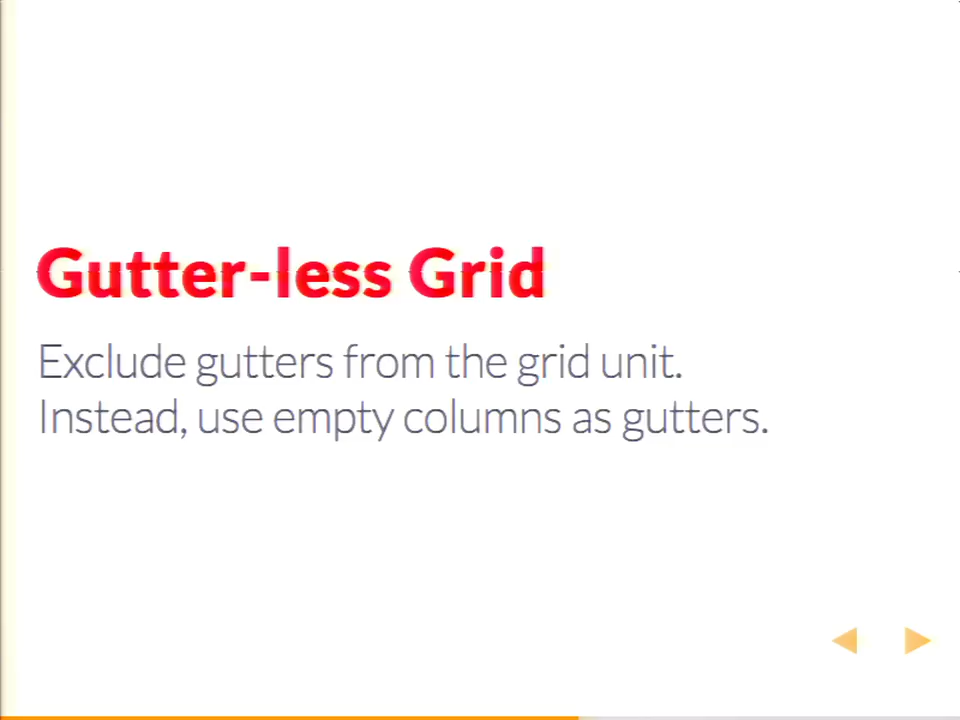 Gutter-less Grid
Exclude gutters from the grid unit.
Instead, use empty columns as gutters.